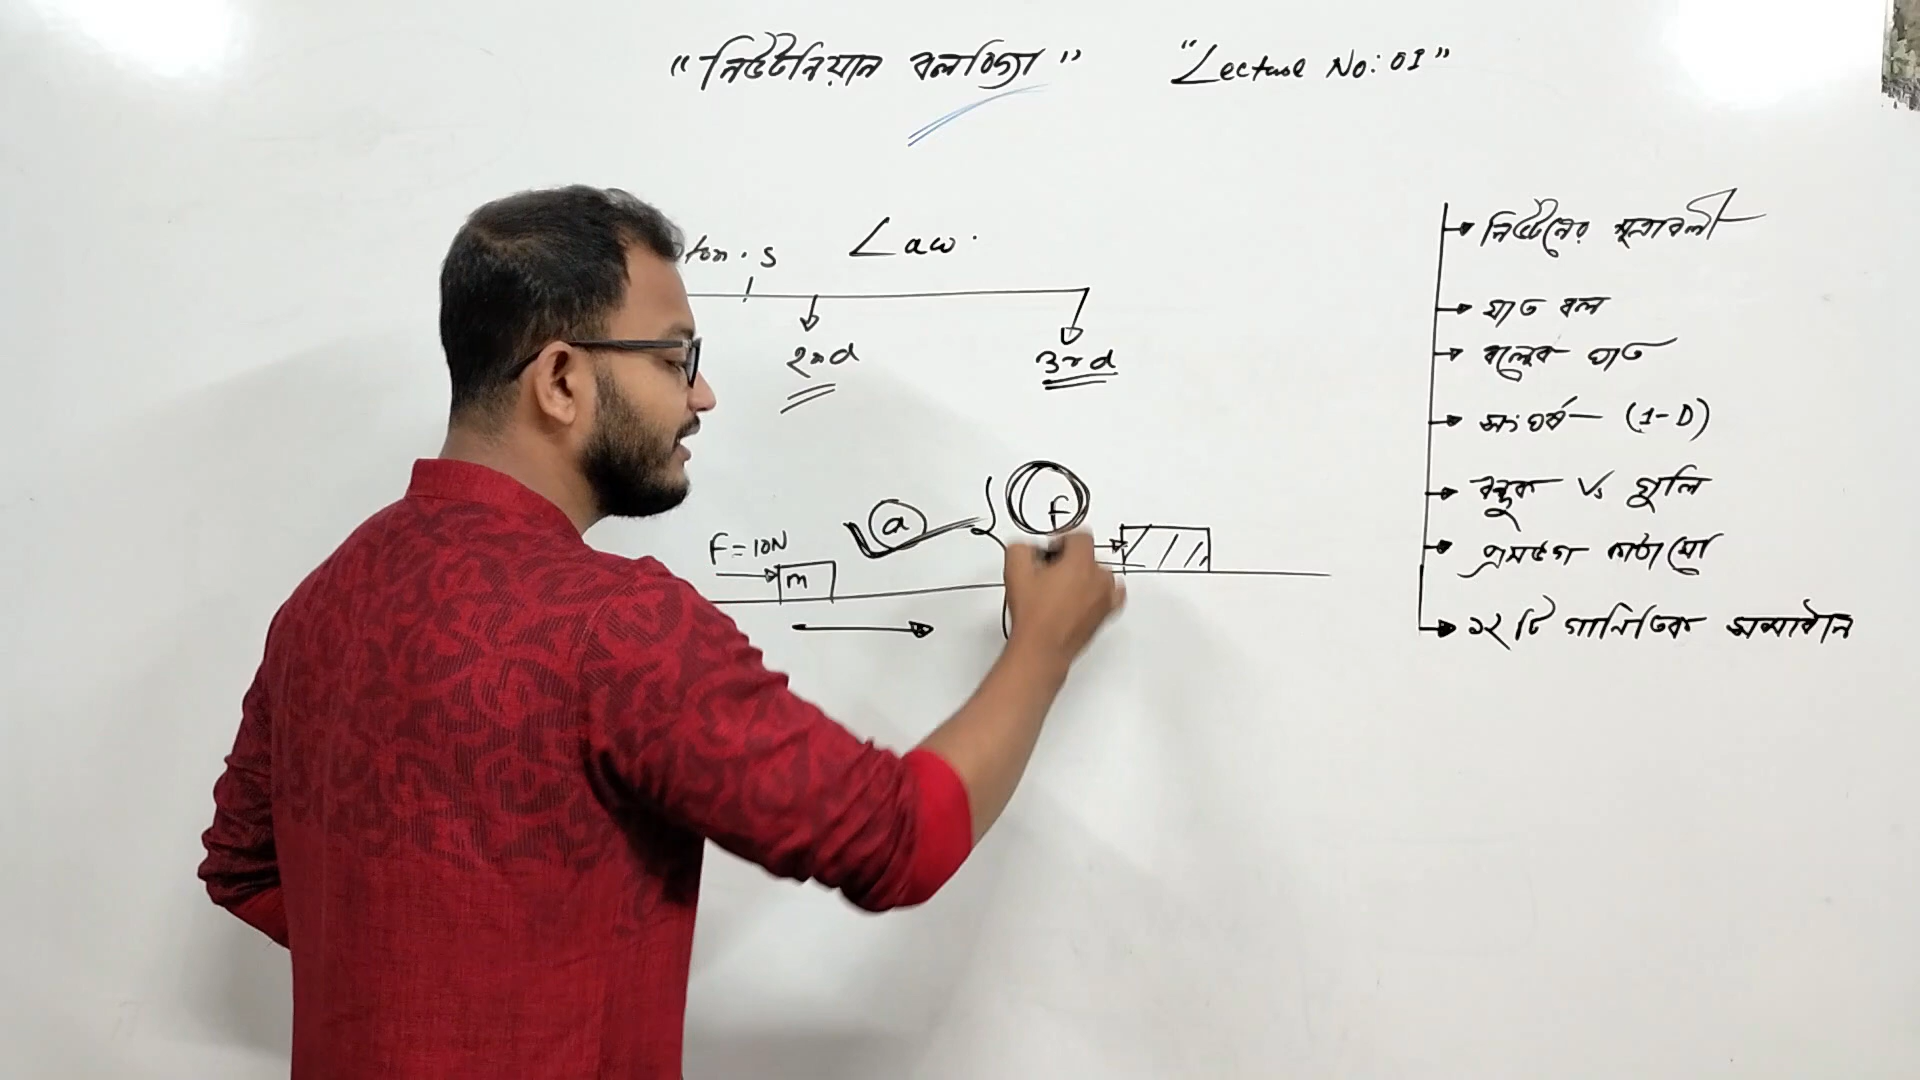 "নিউটনিয়ান বলবিদ্যা" "Lecture No: 01"
ton's Law.
2nd 3rd
F = 10N m a F
নিউটনের সূত্রাবলী
ঘাত বল
বলের ঘাত
সংঘর্ষ (1-D)
বন্দুক Vs গুলি
কাঠামো
১২টি গানিতিক সমাধান